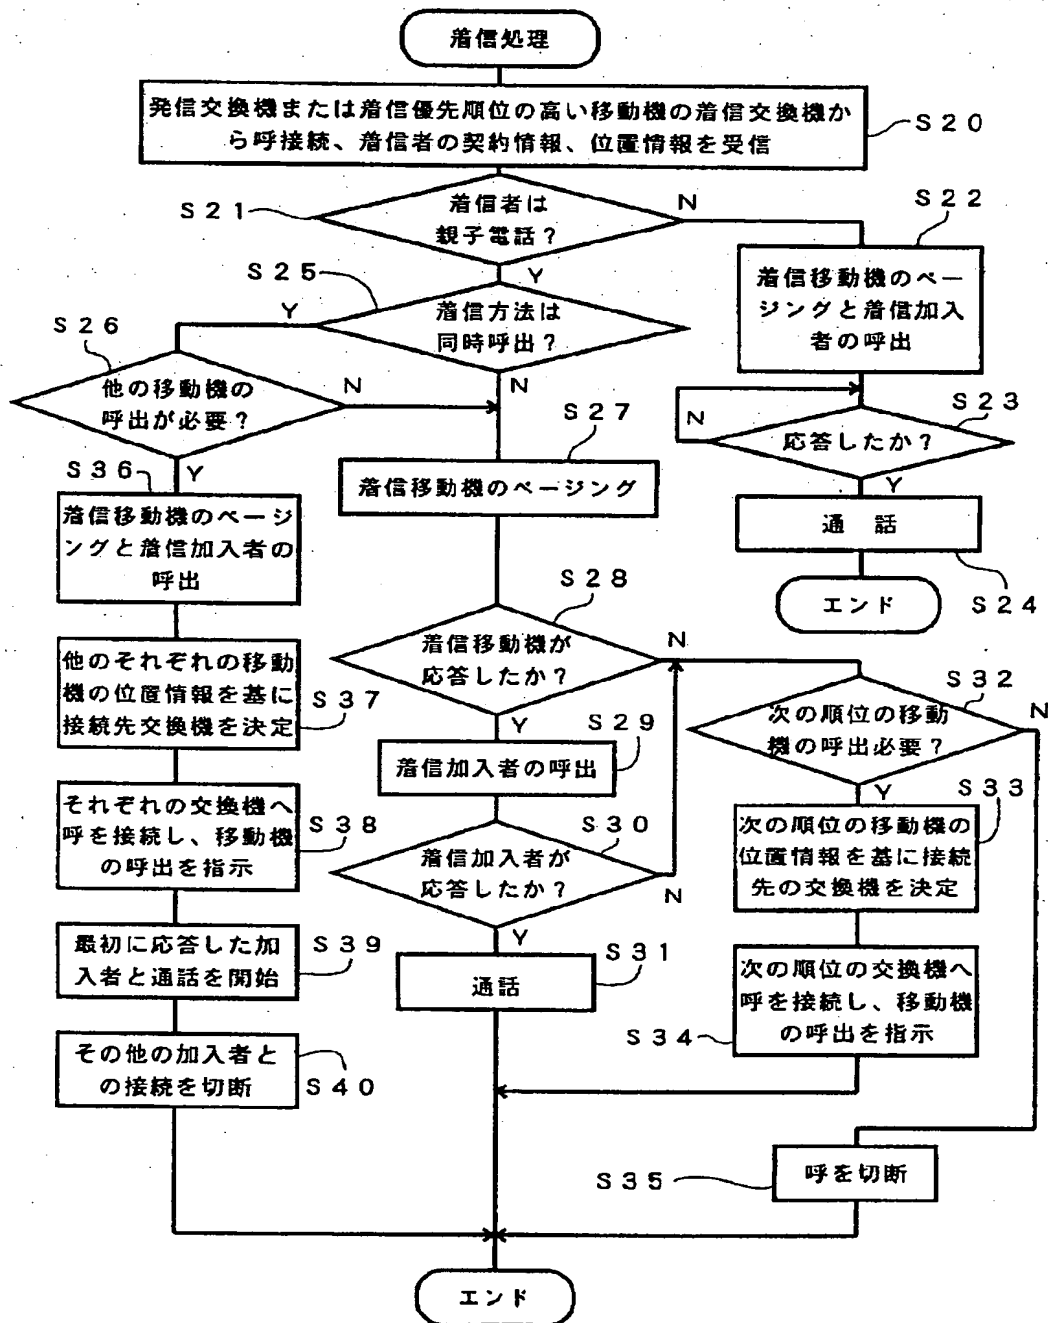 着信処理
発信交換機または着信優先順位の高い移動機の着信交換機か
ら呼接続、着信者の契約情報、位置情報を受信
S20
S21
着信者は
親子電話？
N
Y
S22
着信移動機のペー
ジングと着信加入
者の呼出
S25
着信方法は
同時呼出？
Y
N
S26
他の移動機の
呼出が必要？
N
Y
S23
応答したか？
N
Y
通 話
S24
エンド
S27
着信移動機のページング
S36
着信移動機のペー​ジ
ングと着信加入者の
呼出
S28
着信移動機が
応答したか？
N
Y
他のそれぞれの移動
機の位置情報を基に
接続先交換機を決定
S37
S29
着信加入者の呼出
S32
次の順位の移動
機の呼出必要？
N
Y
それぞれの交換機へ
呼を接続し、移動機
の呼出を指示
S38
S30
着信加入者が
応答したか？
N
Y
S33
次の順位の移動機の
位置情報を基に接続
先の交換機を決定
最初に応答した加
入者と通話を開始
S39
通話
S31
次の順位の交換機へ
呼を接続し、移動機
の呼出を指示
S34
その他の加入者と
の接続を切断
S40
呼を切断
S35
エンド